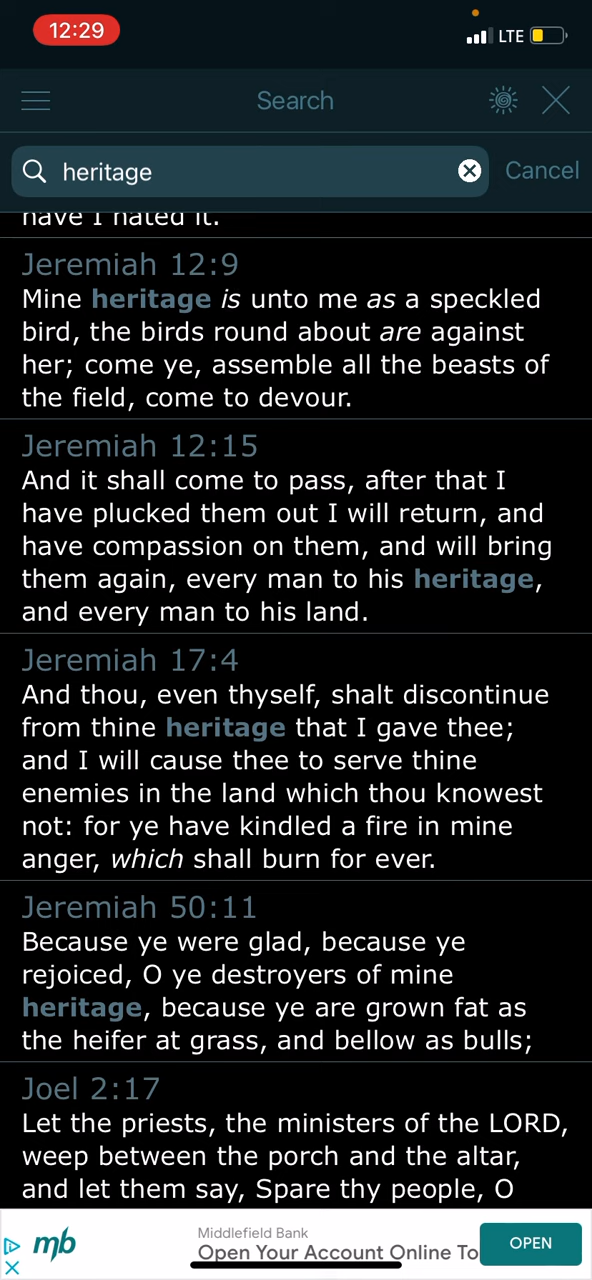 12:29
LTE
Search
heritage
Cancel
have I hated it.
Jeremiah 12:9
Mine heritage is unto me as a speckled
bird, the birds round about are against
her; come ye, assemble all the beasts of
the field, come to devour.
Jeremiah 12:15
And it shall come to pass, after that I
have plucked them out I will return, and
have compassion on them, and will bring
them again, every man to his heritage,
and every man to his land.
Jeremiah 17:4
And thou, even thyself, shalt discontinue
from thine heritage that I gave thee;
and I will cause thee to serve thine
enemies in the land which thou knowest
not: for ye have kindled a fire in mine
anger, which shall burn for ever.
Jeremiah 50:11
Because ye were glad, because ye
rejoiced, O ye destroyers of mine
heritage, because ye are grown fat as
the heifer at grass, and bellow as bulls;
Joel 2:17
Let the priests, the ministers of the LORD,
weep between the porch and the altar,
and let them say, Spare thy people, O
mb
Middlefield Bank
Open Your Account Online To
OPEN